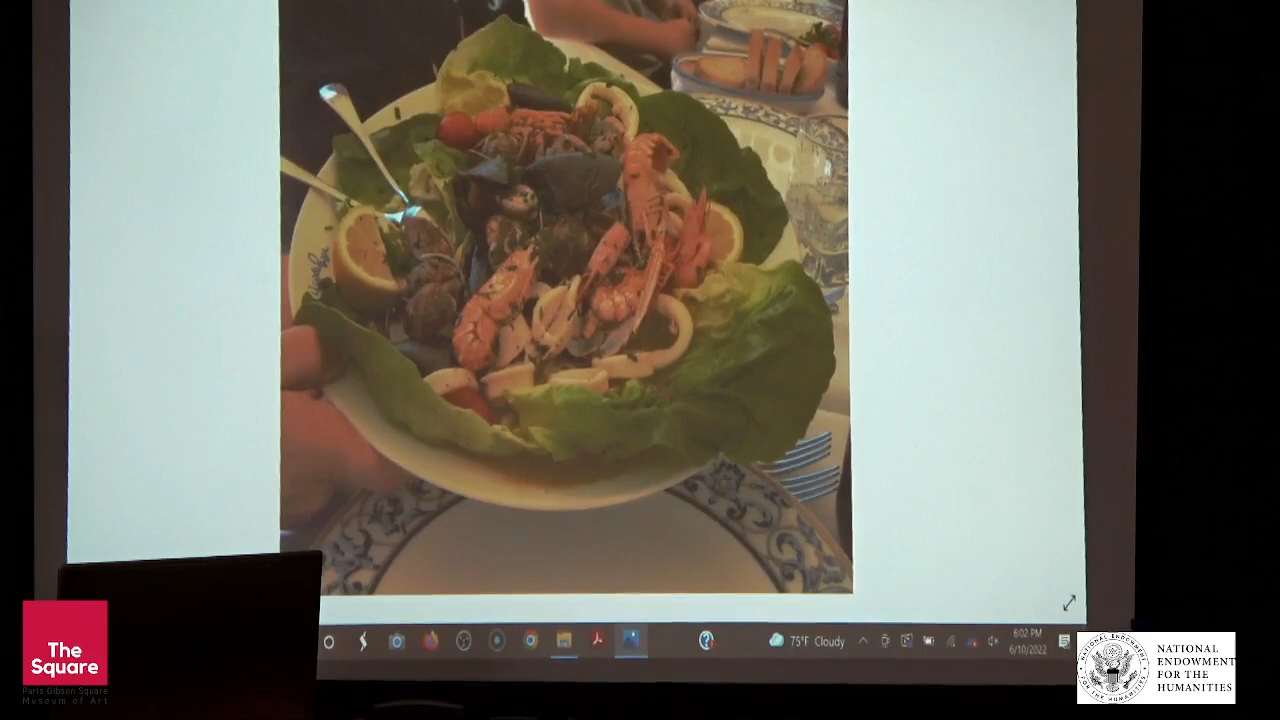 The
Square
Paris Gibson Square
Museum of Art
75°F Cloudy
6:02 PM
6/10/2022
NATIONAL
ENDOWMENT
FOR THE
HUMANITIES